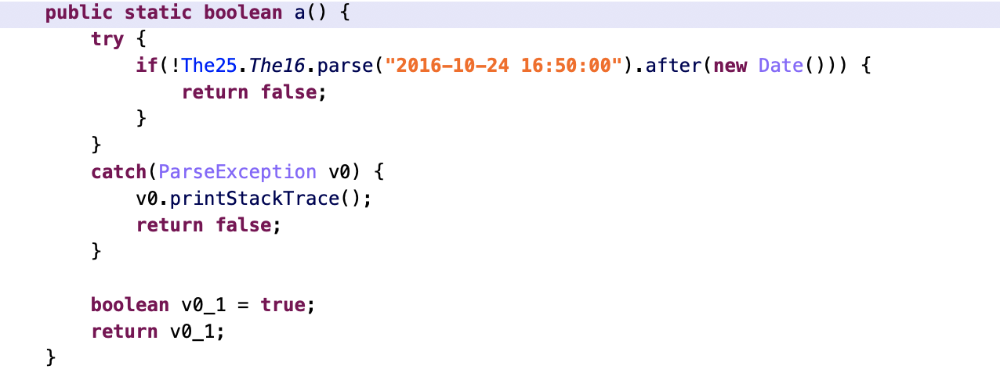 public static boolean a() {
try {
if(!The25.The16.parse("2016-10-24 16:50:00").after(new Date())) {
return false;
}
}
catch(ParseException v0) {
v0.printStackTrace();
return false;
}
boolean v0_1 = true;
return v0_1;
}